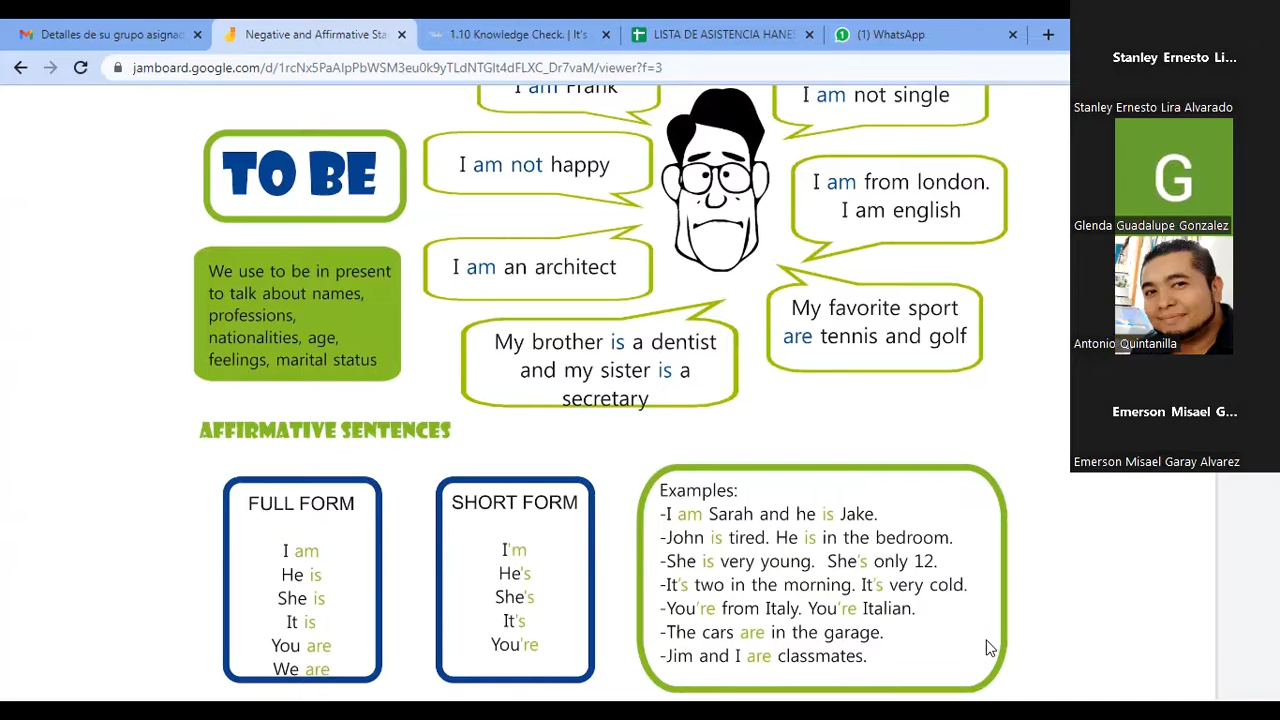 Detalles de su grupo asignad
Negative and Affirmative Sta
1.10 Knowledge Check. | It's
LISTA DE ASISTENCIA HANES
(1) WhatsApp
jamboard.google.com/d/1rcNx5PaAIpPbWSM3eu0k9yTLdNTGlt4dFLXC_Dr7vaM/viewer?f=3
I am Frank
I am not single
TO BE
I am not happy
I am from london.
I am english
We use to be in present
to talk about names,
professions,
nationalities, age,
feelings, marital status
I am an architect
My favorite sport
are tennis and golf
My brother is a dentist
and my sister is a
secretary
AFFIRMATIVE SENTENCES
FULL FORM
I am
He is
She is
It is
You are
We are
SHORT FORM
I'm
He's
She's
It's
You're
Examples:
-I am Sarah and he is Jake.
-John is tired. He is in the bedroom.
-She is very young. She's only 12.
-It's two in the morning. It's very cold.
-You're from Italy. You're Italian.
-The cars are in the garage.
-Jim and I are classmates.
Stanley Ernesto Li...
Stanley Ernesto Lira Alvarado
G
Glenda Guadalupe Gonzalez
Antonio Quintanilla
Emerson Misael G...
Emerson Misael Garay Alvarez